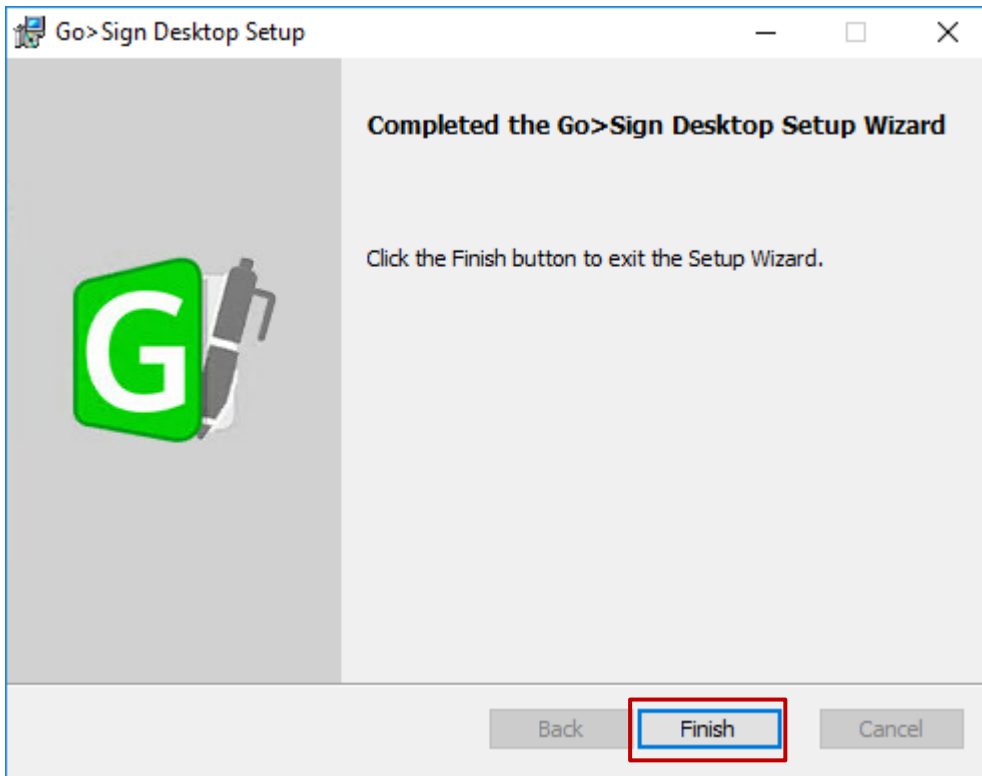 Go>Sign Desktop Setup
Completed the Go>Sign Desktop Setup Wizard
Click the Finish button to exit the Setup Wizard.
G
Back Finish Cancel